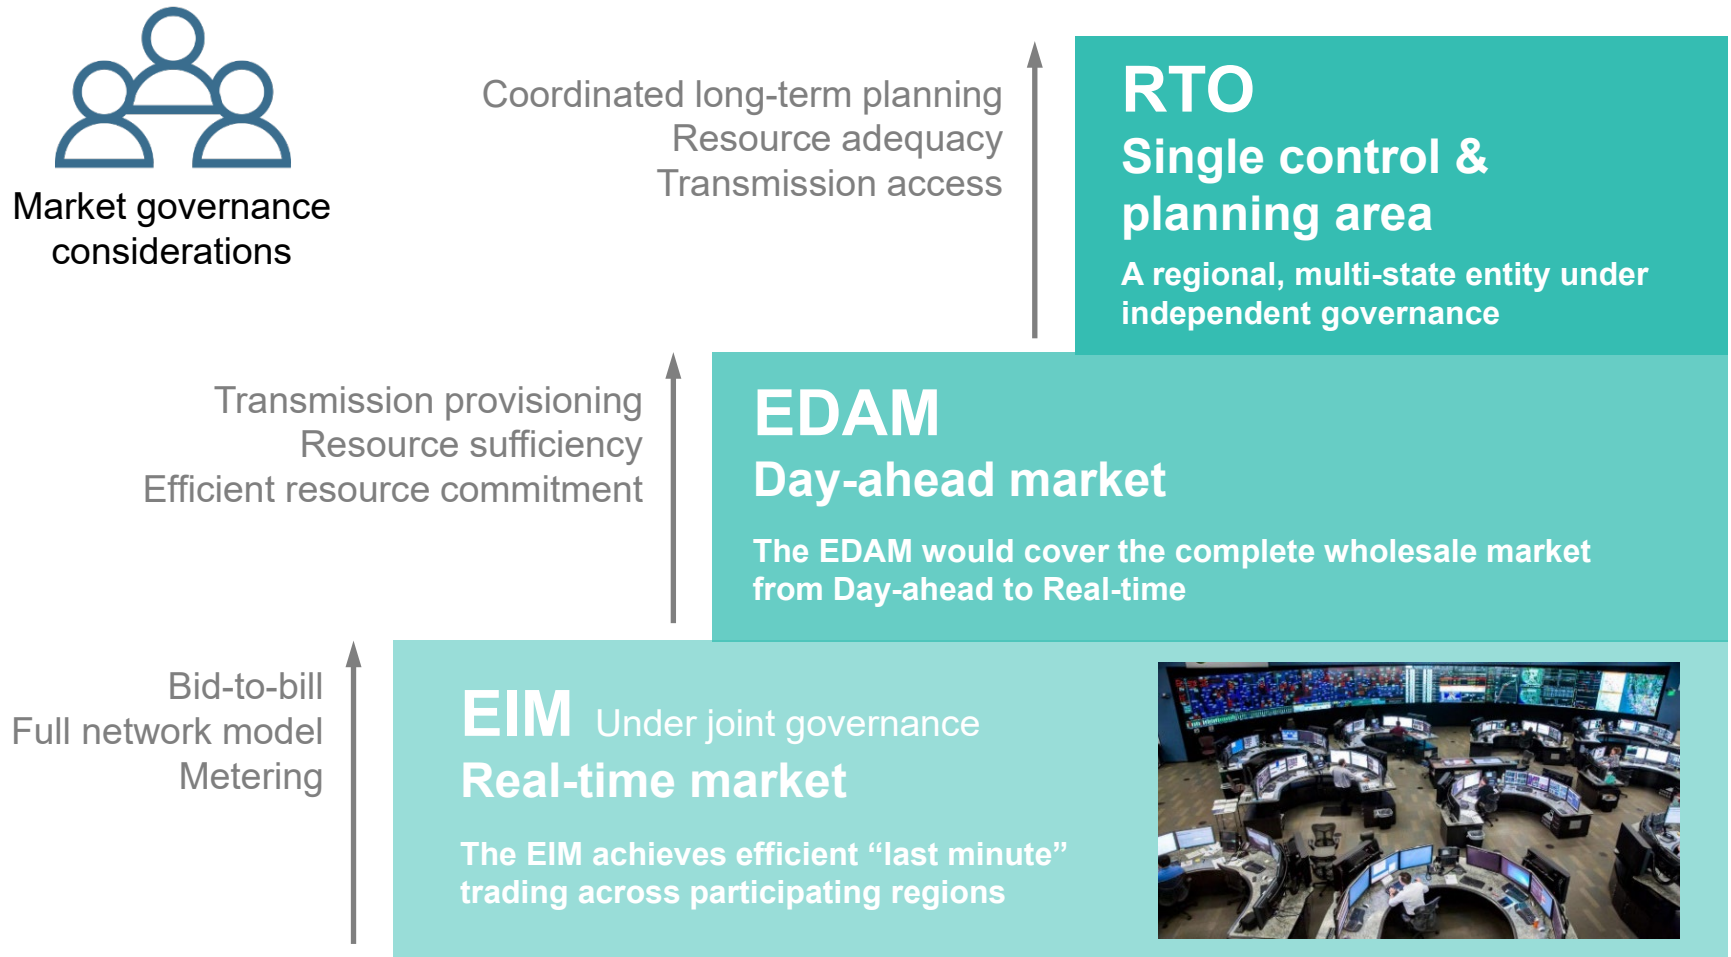 Market governance
considerations
Coordinated long-term planning
Resource adequacy
Transmission access
RTO
Single control &
planning area
A regional, multi-state entity under
independent governance
Transmission provisioning
Resource sufficiency
Efficient resource commitment
EDAM
Day-ahead market
The EDAM would cover the complete wholesale market
from Day-ahead to Real-time
Bid-to-bill
Full network model
Metering
EIM Under joint governance
Real-time market
The EIM achieves efficient “last minute”
trading across participating regions